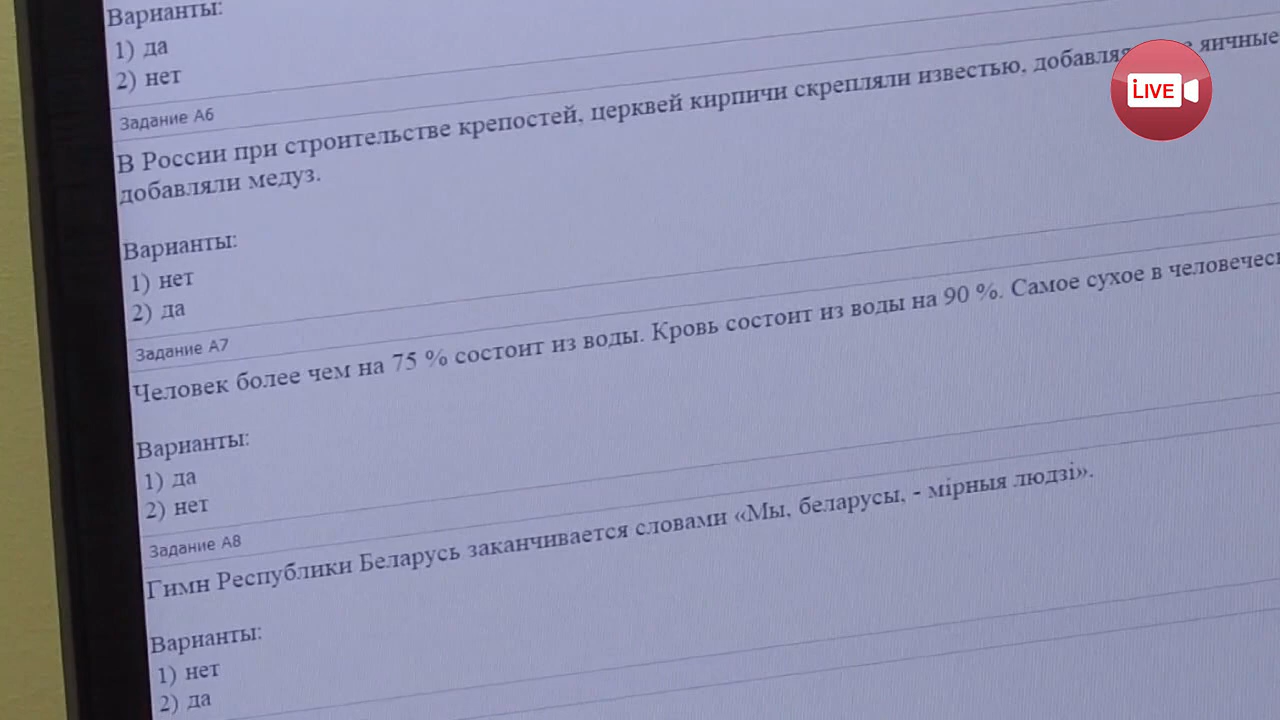 Варианты:
1) да
2) нет
Задание А6
В России при строительстве крепостей, церквей кирпичи скрепляли известью, яичные
добавляли медуз.
Варианты:
1) нет
2) да
Задание А7
Человек более чем на 75 % состоит из воды. Кровь состоит из воды на 90 %. Самое сухое в
Варианты:
1) да
2) нет
Задание А8
Гимн Республики Беларусь заканчивается словами «Мы, беларусы, - мірныя людзі».
Варианты:
1) нет
2) да
LIVE